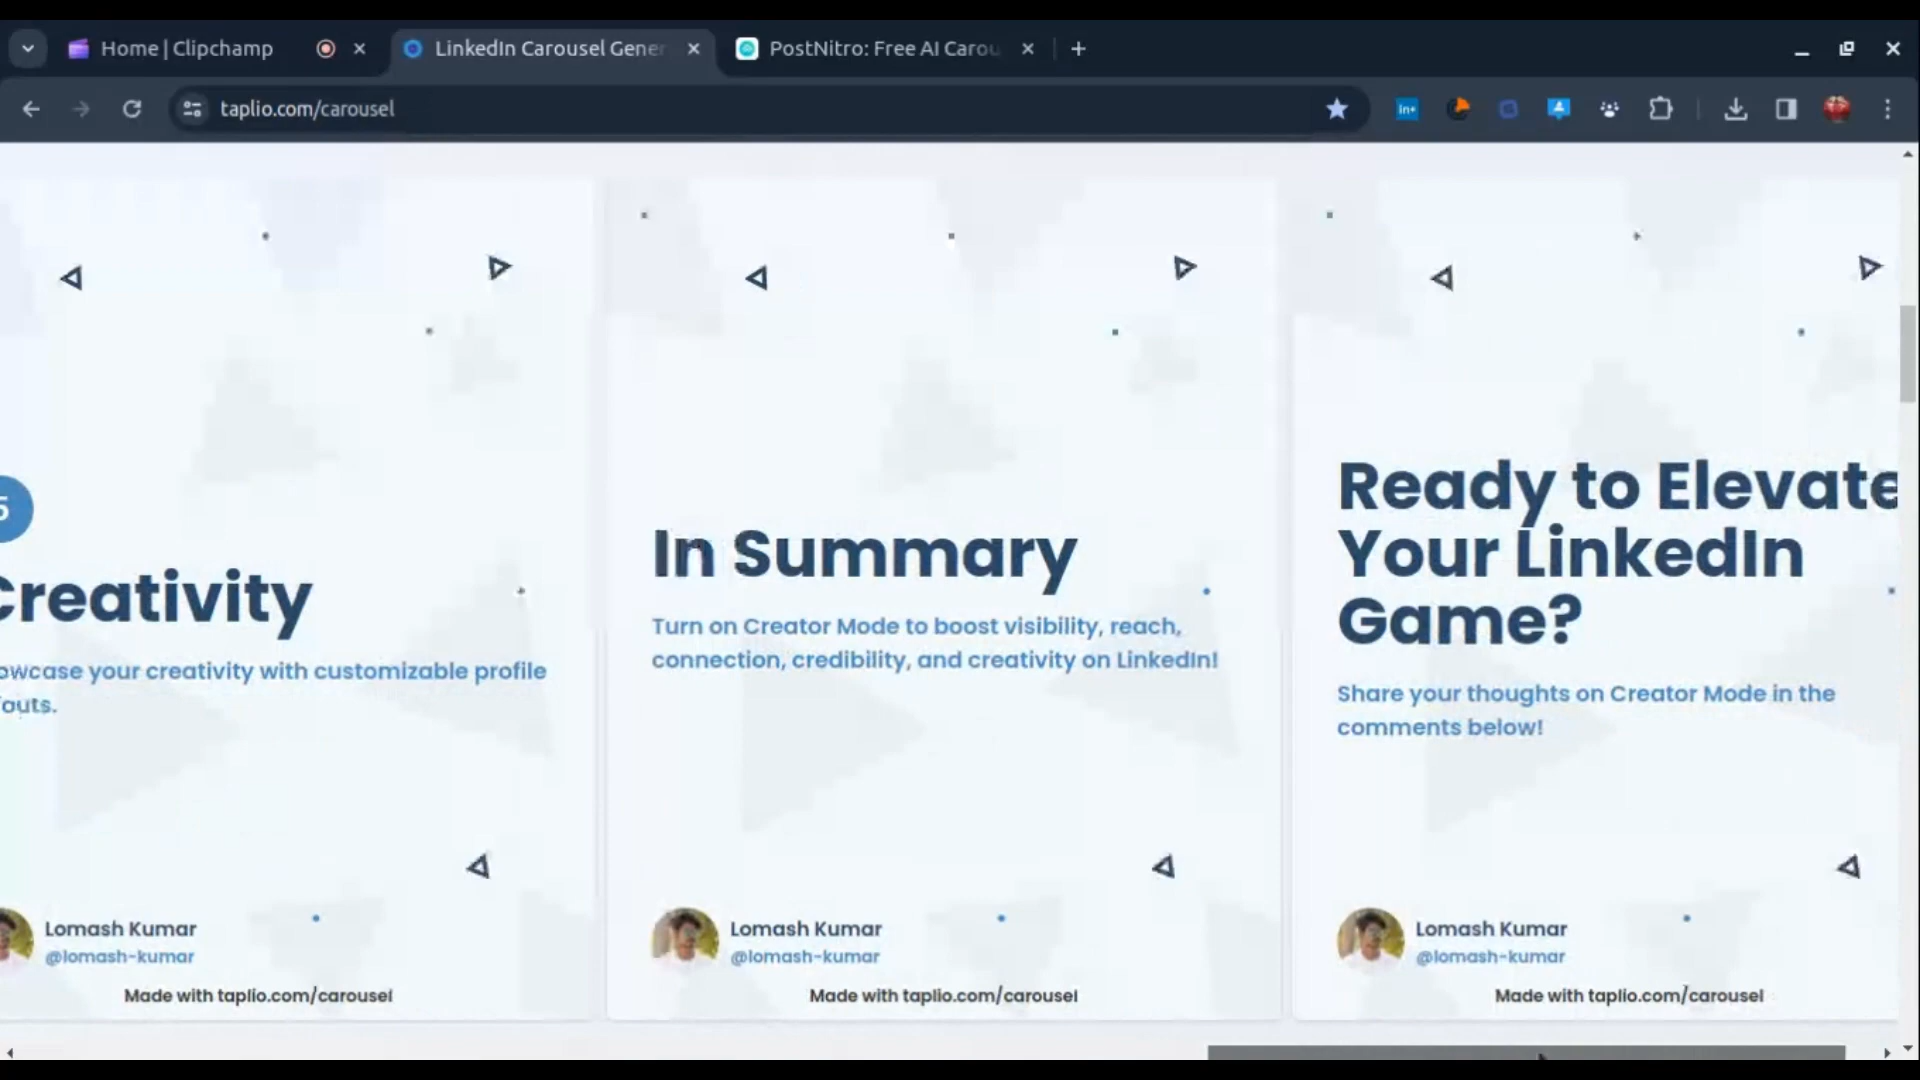 Home | Clipchamp
LinkedIn Carousel Gener
PostNitro: Free AI Carou
taplio.com/carousel
in+
5
Creativity
owcase your creativity with customizable profile
outs.
Lomash Kumar
@lomash-kumar
Made with taplio.com/carousel
In Summary
Turn on Creator Mode to boost visibility, reach,
connection, credibility, and creativity on LinkedIn!
Lomash Kumar
@lomash-kumar
Made with taplio.com/carousel
Ready to Elevate
Your LinkedIn
Game?
Share your thoughts on Creator Mode in the
comments below!
Lomash Kumar
@lomash-kumar
Made with taplio.com/carousel